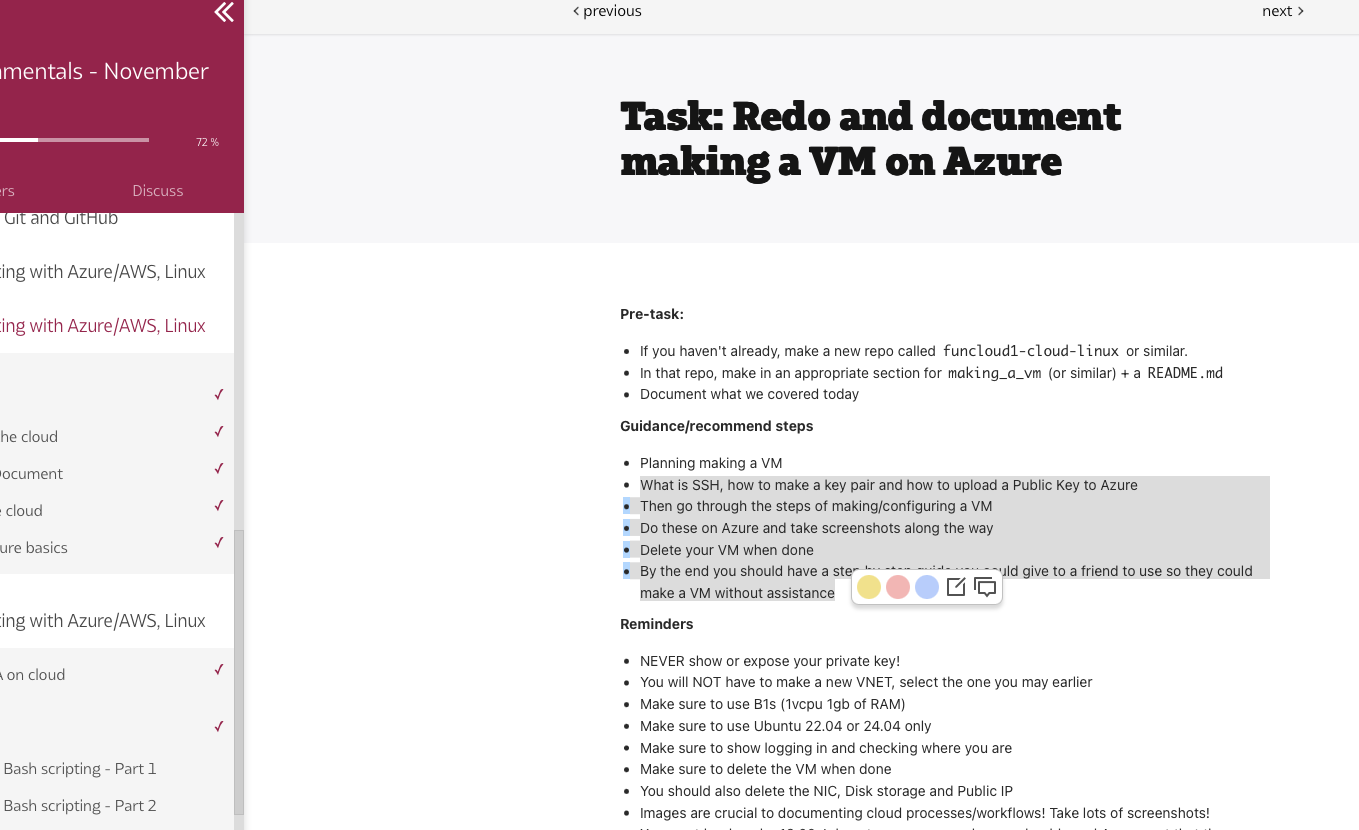 previous
next
mentals - November
72 %
ers
Discuss
Git and GitHub
ting with Azure/AWS, Linux
ting with Azure/AWS, Linux
he cloud
Document
e cloud
ure basics
ting with Azure/AWS, Linux
A on cloud
Bash scripting - Part 1
Bash scripting - Part 2
Task: Redo and document
making a VM on Azure
Pre-task:
If you haven't already, make a new repo called funcloud1-cloud-linux or similar.
In that repo, make in an appropriate section for making_a_vm (or similar) + a README.md
Document what we covered today
Guidance/recommend steps
Planning making a VM
What is SSH, how to make a key pair and how to upload a Public Key to Azure
Then go through the steps of making/configuring a VM
Do these on Azure and take screenshots along the way
Delete your VM when done
By the end you should have a step by step guide you could give to a friend to use so they could
make a VM without assistance
Reminders
NEVER show or expose your private key!
You will NOT have to make a new VNET, select the one you may earlier
Make sure to use B1s (1vcpu 1gb of RAM)
Make sure to use Ubuntu 22.04 or 24.04 only
Make sure to show logging in and checking where you are
Make sure to delete the VM when done
You should also delete the NIC, Disk storage and Public IP
Images are crucial to documenting cloud processes/workflows! Take lots of screenshots!